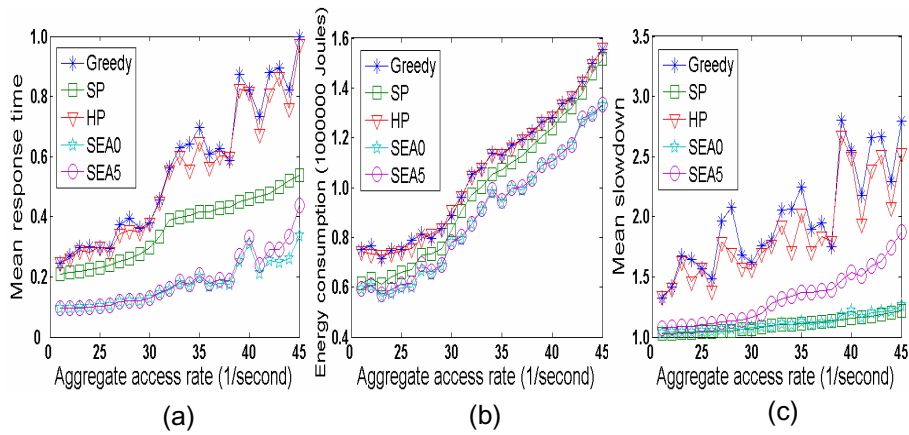 Mean response time
1.0
0.8
0.6
0.4
0.2
0
Greedy
SP
HP
SEA0
SEA5
25 30 35 40 45
Aggregate access rate (1/second)
(a)
Energy consumption (1000000 Joules)
1.6
1.4
1.2
1.0
0.8
0.6
0.4
Greedy
SP
HP
SEA0
SEA5
25 30 35 40 45
Aggregate access rate (1/second)
(b)
Mean slowdown
3.5
3.0
2.5
2.0
1.5
1.0
Greedy
SP
HP
SEA0
SEA5
25 30 35 40 45
Aggregate access rate (1/second)
(c)